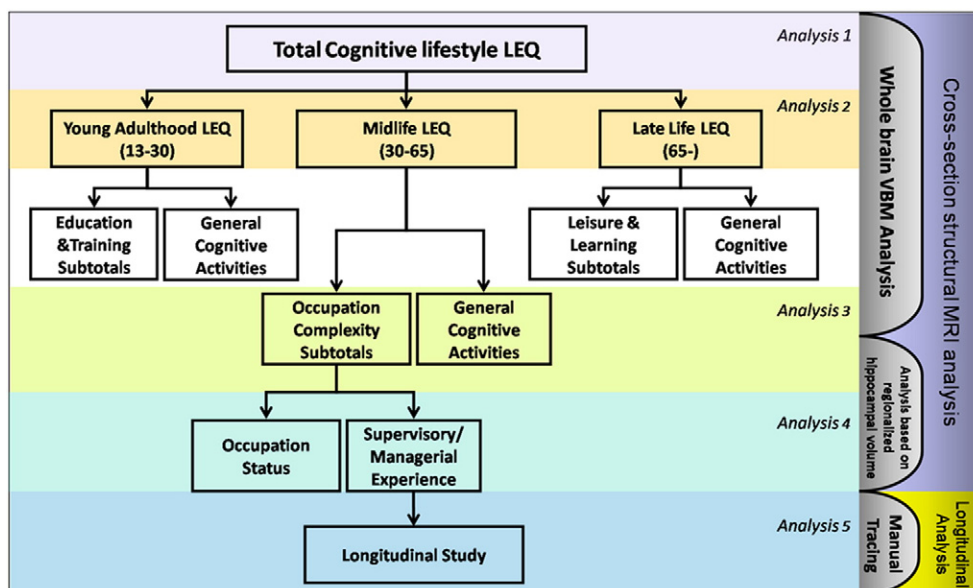 Total Cognitive lifestyle LEQ
Analysis 1
Analysis 2
Young Adulthood LEQ
(13-30)
Midlife LEQ
(30-65)
Late Life LEQ
(65-)
Education
&Training
Subtotals
General
Cognitive
Activities
Leisure &
Learning
Subtotals
General
Cognitive
Activities
Analysis 3
Occupation
Complexity
Subtotals
General
Cognitive
Activities
Analysis 4
Occupation
Status
Supervisory/
Managerial
Experience
Analysis 5
Longitudinal Study
Whole brain VBM Analysis
Analysis based on
regionalized
hippocampal volume
Manual
Tracing
Cross-section structural MRI analysis
Longitudinal
Analysis